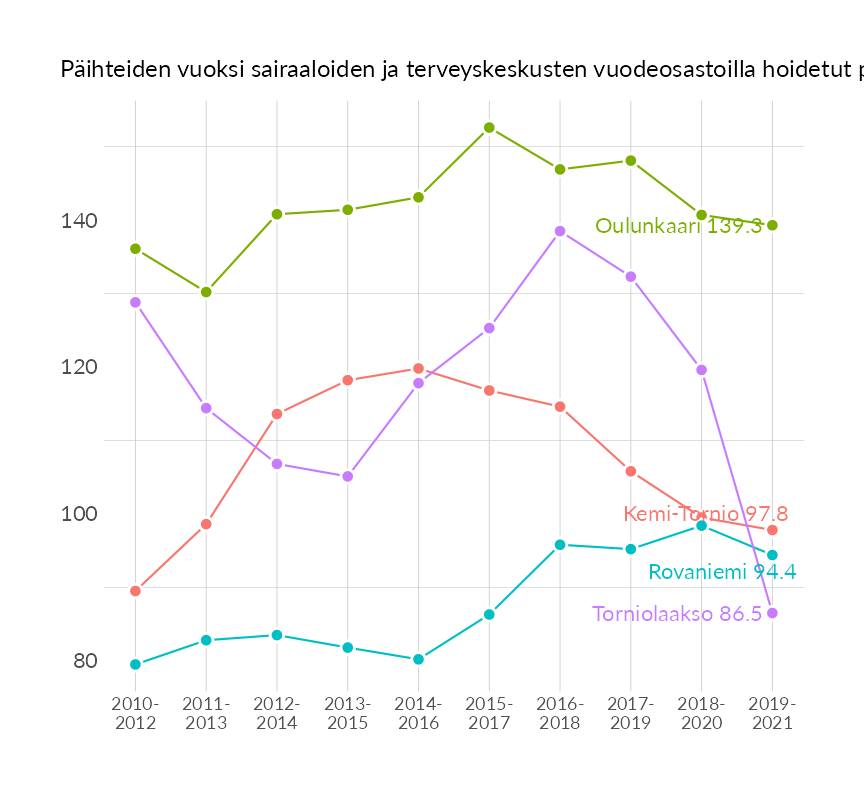 Päihteiden vuoksi sairaaloiden ja terveyskeskusten vuodeosastoilla hoidetut
140
120
100
80
Oulunkaari 139.3
Kemi-Tornio 97.8
Rovaniemi 94.4
Torniolaakso 86.5
2010- 2011- 2012- 2013- 2014- 2015- 2016- 2017- 2018- 2019-
2012 2013 2014 2015 2016 2017 2018 2019 2020 2021